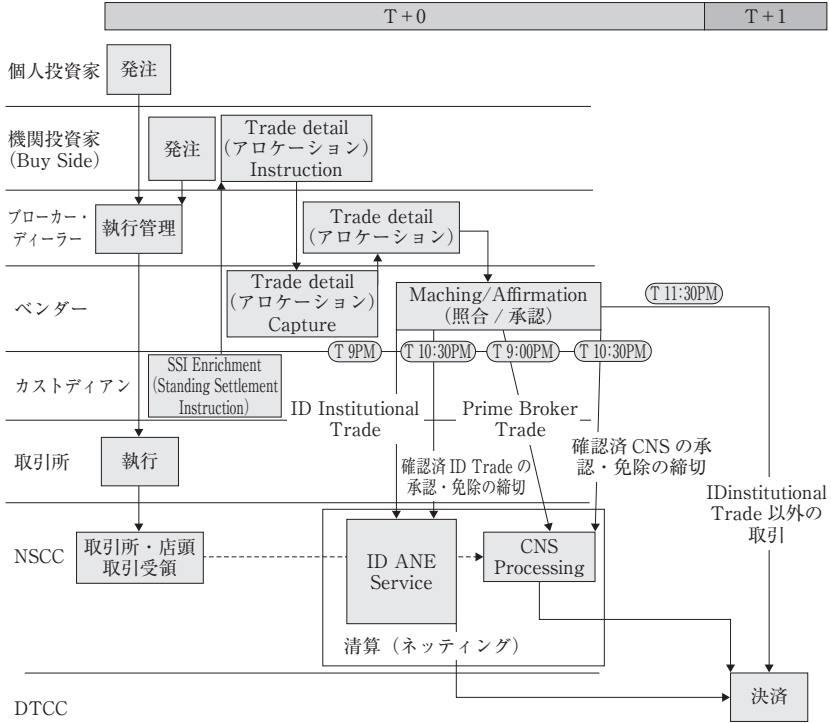 T+0
T+1
個人投資家
発注
機関投資家
(Buy Side)
発注
Trade detail
(アロケーション)
Instruction
ブローカー・
ディーラー
執行管理
Trade detail
(アロケーション)
ベンダー
Trade detail
(アロケーション)
Capture
Maching/Affirmation
(照合 / 承認)
T 11:30PM
T 9PM
T 10:30PM
T 9:00PM
T 10:30PM
カストディアン
SSI Enrichment
(Standing Settlement
Instruction)
ID Institutional
Trade
Prime Broker
Trade
取引所
執行
確認済 ID Trade の
承認・免除の締切
確認済 CNS の承
認・免除の締切
IDinstitutional
Trade 以外の
取引
NSCC
取引所・店頭
取引受領
ID ANE
Service
CNS
Processing
清算（ネッティング）
決済
DTCC